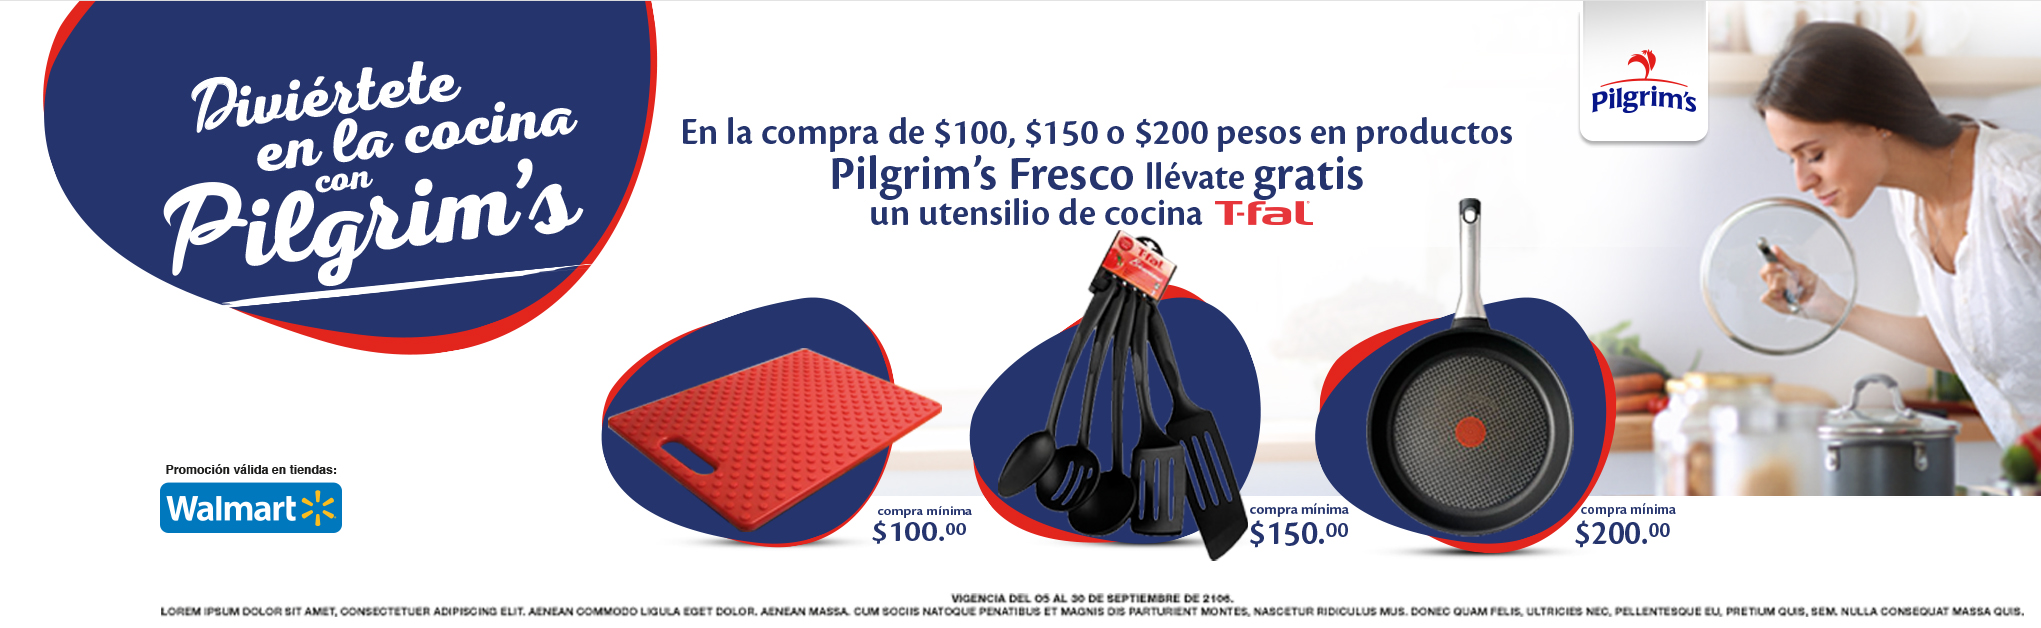 Diviértete
en la cocina
con
Pilgrim's
En la compra de $100, $150 o $200 pesos en productos
Pilgrim's Fresco llévate gratis
un utensilio de cocina T-fal
Pilgrim's
T-fal
compra mínima
$100.00
compra mínima
$150.00
compra mínima
$200.00
Promoción válida en tiendas:
Walmart
VIGENCIA DEL 05 AL 30 DE SEPTIEMBRE DE 2106.
LOREM IPSUM DOLOR SIT AMET, CONSECTETUER ADIPISCING ELIT. AENEAN COMMODO LIGULA EGET DOLOR. AENEAN MASSA. CUM SOCIIS NATOQUE PENATIBUS ET MAGNIS DIS PARTURIENT MONTES, NASCETUR RIDICULUS MUS. DONEC QUAM FELIS, ULTRICIES NEC, PELLENTESQUE EU, PRETIUM QUIS, SEM. NULLA CONSEQUAT MASSA QUIS.